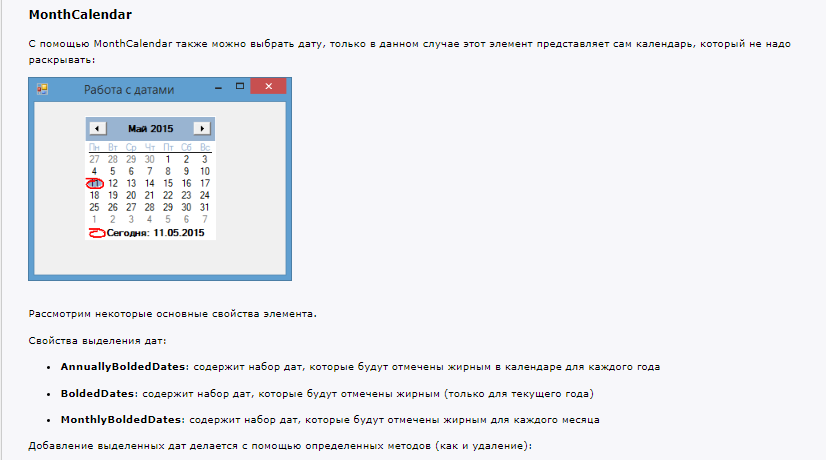 MonthCalendar
С помощью MonthCalendar также можно выбрать дату, только в данном случае этот элемент представляет сам календарь, который не надо
раскрывать:
Работа с датами
Май 2015
Пн Вт Ср Чт Пт Сб Вс
27 28 29 30 1 2 3
4 5 6 7 8 9 10
11 12 13 14 15 16 17
18 19 20 21 22 23 24
25 26 27 28 29 30 31
1 2 3 4 5 6 7
Сегодня: 11.05.2015
Рассмотрим некоторые основные свойства элемента.
Свойства выделения дат:
• AnnuallyBoldedDates: содержит набор дат, которые будут отмечены жирным в календаре для каждого года
• BoldedDates: содержит набор дат, которые будут отмечены жирным (только для текущего года)
• MonthlyBoldedDates: содержит набор дат, которые будут отмечены жирным для каждого месяца
Добавление выделенных дат делается с помощью определенных методов (как и удаление):